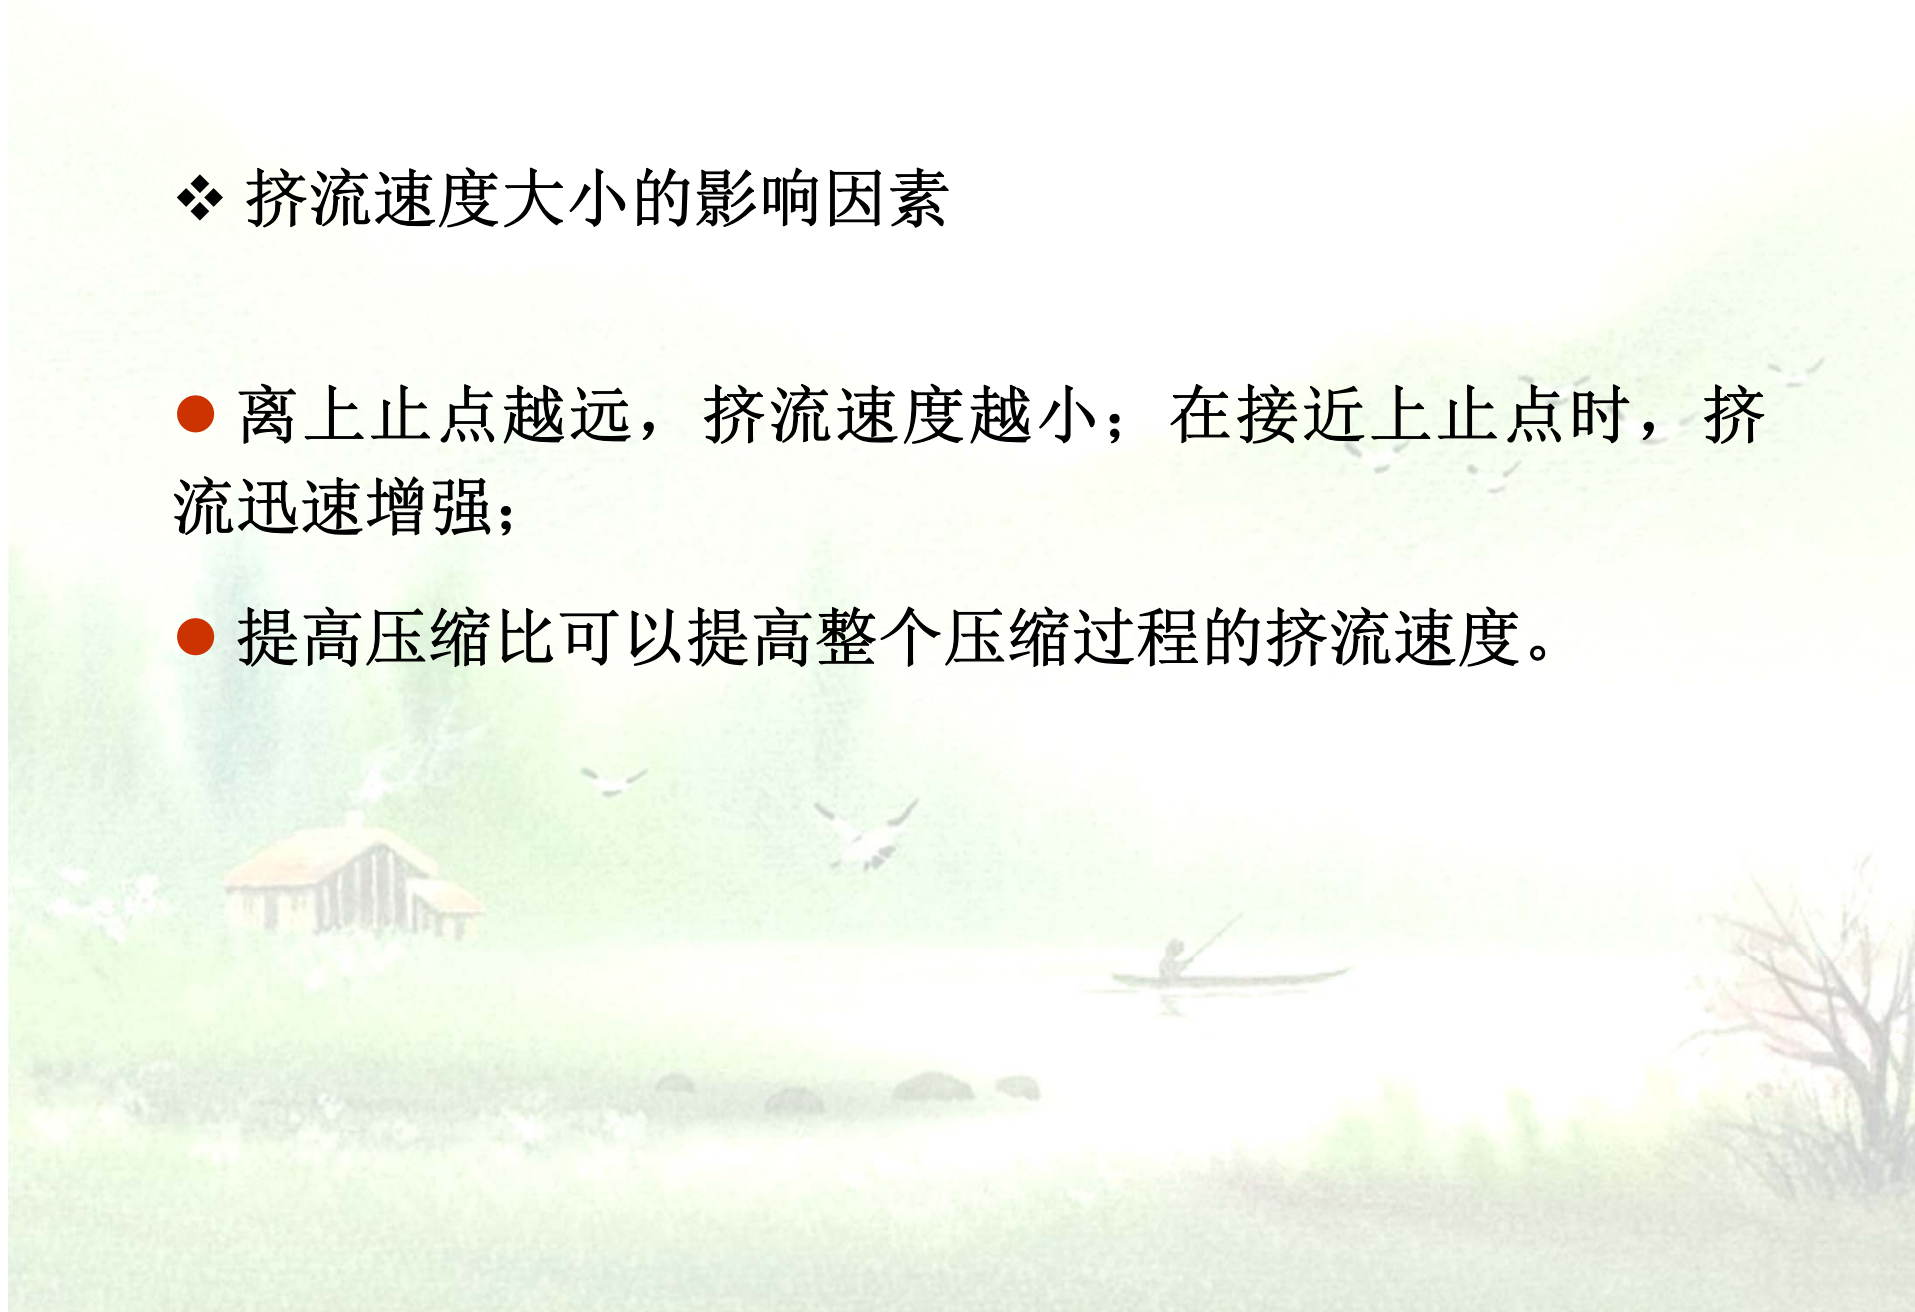 ❖ 挤流速度大小的影响因素
● 离上止点越远，挤流速度越小；在接近上止点时，挤
流迅速增强；
● 提高压缩比可以提高整个压缩过程的挤流速度。